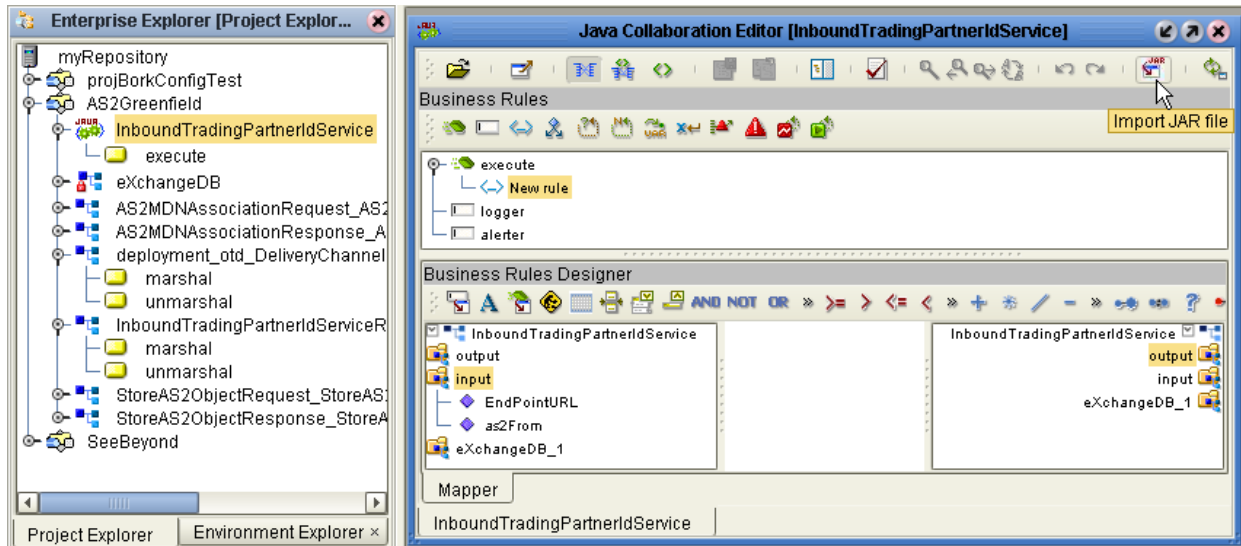 Enterprise Explorer [Project Explor...
myRepository
projBorkConfigTest
AS2Greenfield
JAVA
InboundTradingPartnerIdService
execute
eXchangeDB
AS2MDNAssociationRequest_AS2
AS2MDNAssociationResponse_A
deployment_otd_DeliveryChannel
marshal
unmarshal
InboundTradingPartnerIdServiceR
marshal
unmarshal
StoreAS2ObjectRequest_StoreAS
StoreAS2ObjectResponse_StoreA
SeeBeyond
Project Explorer
Environment Explorer ×
Java Collaboration Editor [InboundTradingPartnerIdService]
JAR
Import JAR file
Business Rules
execute
New rule
logger
alerter
Business Rules Designer
A AND NOT OR » >= > <= < » + / - » ?
InboundTradingPartnerIdService
output
input
EndPointURL
as2From
eXchangeDB_1
InboundTradingPartnerIdService
output
input
eXchangeDB_1
Mapper
InboundTradingPartnerIdService